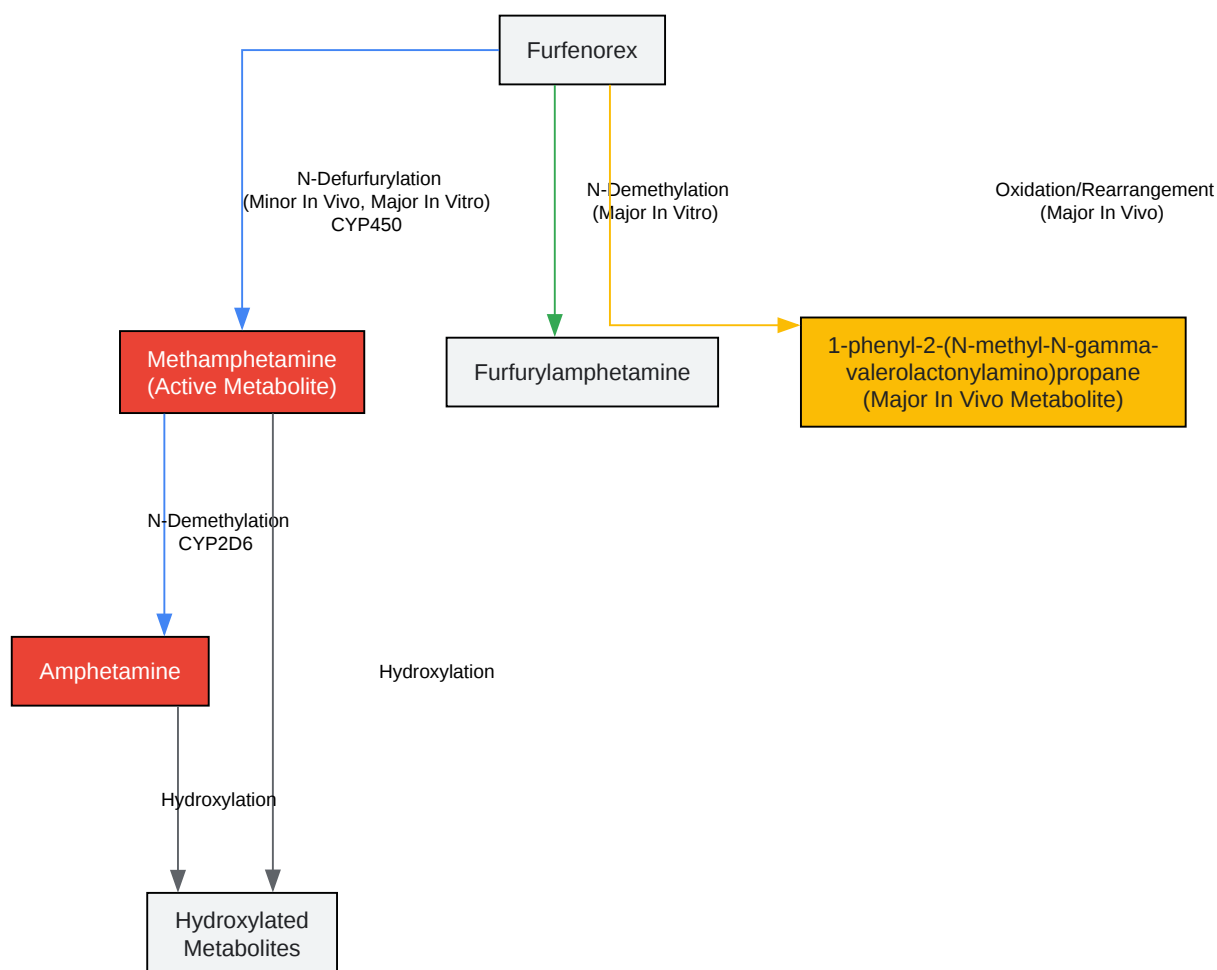 Furfenorex
N-Defurfurylation
(Minor In Vivo, Major In Vitro)
CYP450
N-Demethylation
(Major In Vitro)
Oxidation/Rearrangement
(Major In Vivo)
Methamphetamine
(Active Metabolite)
Furfurylamphetamine
1-phenyl-2-(N-methyl-N-gamma-
valerolactonylamino)propane
(Major In Vivo Metabolite)
N-Demethylation
CYP2D6
Amphetamine
Hydroxylation
Hydroxylation
Hydroxylated
Metabolites